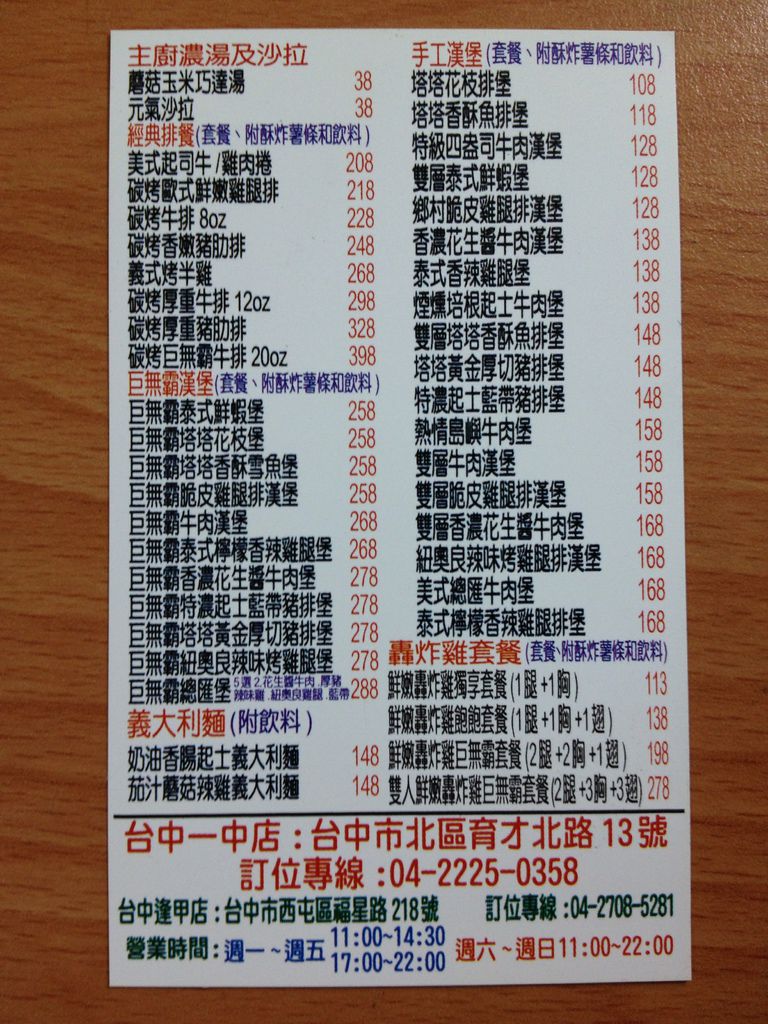 主廚濃湯及沙拉
蘑菇玉米巧達湯 38
元氣沙拉 38
經典排餐(套餐、附酥炸薯條和飲料)
美式起司牛/雞肉捲 208
碳烤歐式鮮嫩雞腿排 218
碳烤牛排 8oz 228
碳烤香嫩豬肋排 248
義式烤半雞 268
碳烤厚重牛排 12oz 298
碳烤厚重豬肋排 328
碳烤巨無霸牛排 20oz 398
巨無霸漢堡(套餐、附酥炸薯條和飲料)
巨無霸泰式鮮蝦堡 258
巨無霸塔塔花枝堡 258
巨無霸塔塔香酥雪魚堡 258
巨無霸脆皮雞腿排漢堡 258
巨無霸牛肉漢堡 268
巨無霸泰式檸檬香辣雞腿堡 268
巨無霸香濃花生醬牛肉堡 278
巨無霸特濃起士藍帶豬排堡 278
巨無霸塔塔黃金厚切豬排堡 278
巨無霸紐奧良辣味烤雞腿堡 278
巨無霸總匯堡 5選2.花生醬牛肉.厚豬 288
辣味雞.紐奧良雞腿.藍帶
義大利麵(附飲料)
奶油香腸起士義大利麵 148
茄汁蘑菇辣雞義大利麵 148
手工漢堡(套餐、附酥炸薯條和飲料)
塔塔花枝排堡 108
塔塔香酥魚排堡 118
特級四盎司牛肉漢堡 128
雙層泰式鮮蝦堡 128
鄉村脆皮雞腿排漢堡 128
香濃花生醬牛肉漢堡 138
泰式香辣雞腿堡 138
煙燻培根起士牛肉堡 138
雙層塔塔香酥魚排堡 148
塔塔黃金厚切豬排堡 148
特濃起士藍帶豬排堡 148
熱情島嶼牛肉堡 158
雙層牛肉漢堡 158
雙層脆皮雞腿排漢堡 158
雙層香濃花生醬牛肉堡 168
紐奧良辣味烤雞腿排漢堡 168
美式總匯牛肉堡 168
泰式檸檬香辣雞腿排堡 168
轟炸雞套餐(套餐、附酥炸薯條和飲料)
鮮嫩轟炸雞獨享套餐(1腿+1胸) 113
鮮嫩轟炸雞飽飽套餐(1腿+1胸+1翅) 138
鮮嫩轟炸雞巨無霸套餐(2腿+2胸+1翅) 198
雙人鮮嫩轟炸雞巨無霸套餐(2腿+3胸+3翅) 278
台中一中店:台中市北區育才北路13號
訂位專線:04-2225-0358
台中逢甲店:台中市西屯區福星路218號 訂位專線:04-2708-5281
營業時間:週一~週五 11:00~14:30 17:00~22:00 週六~週日11:00~22:00